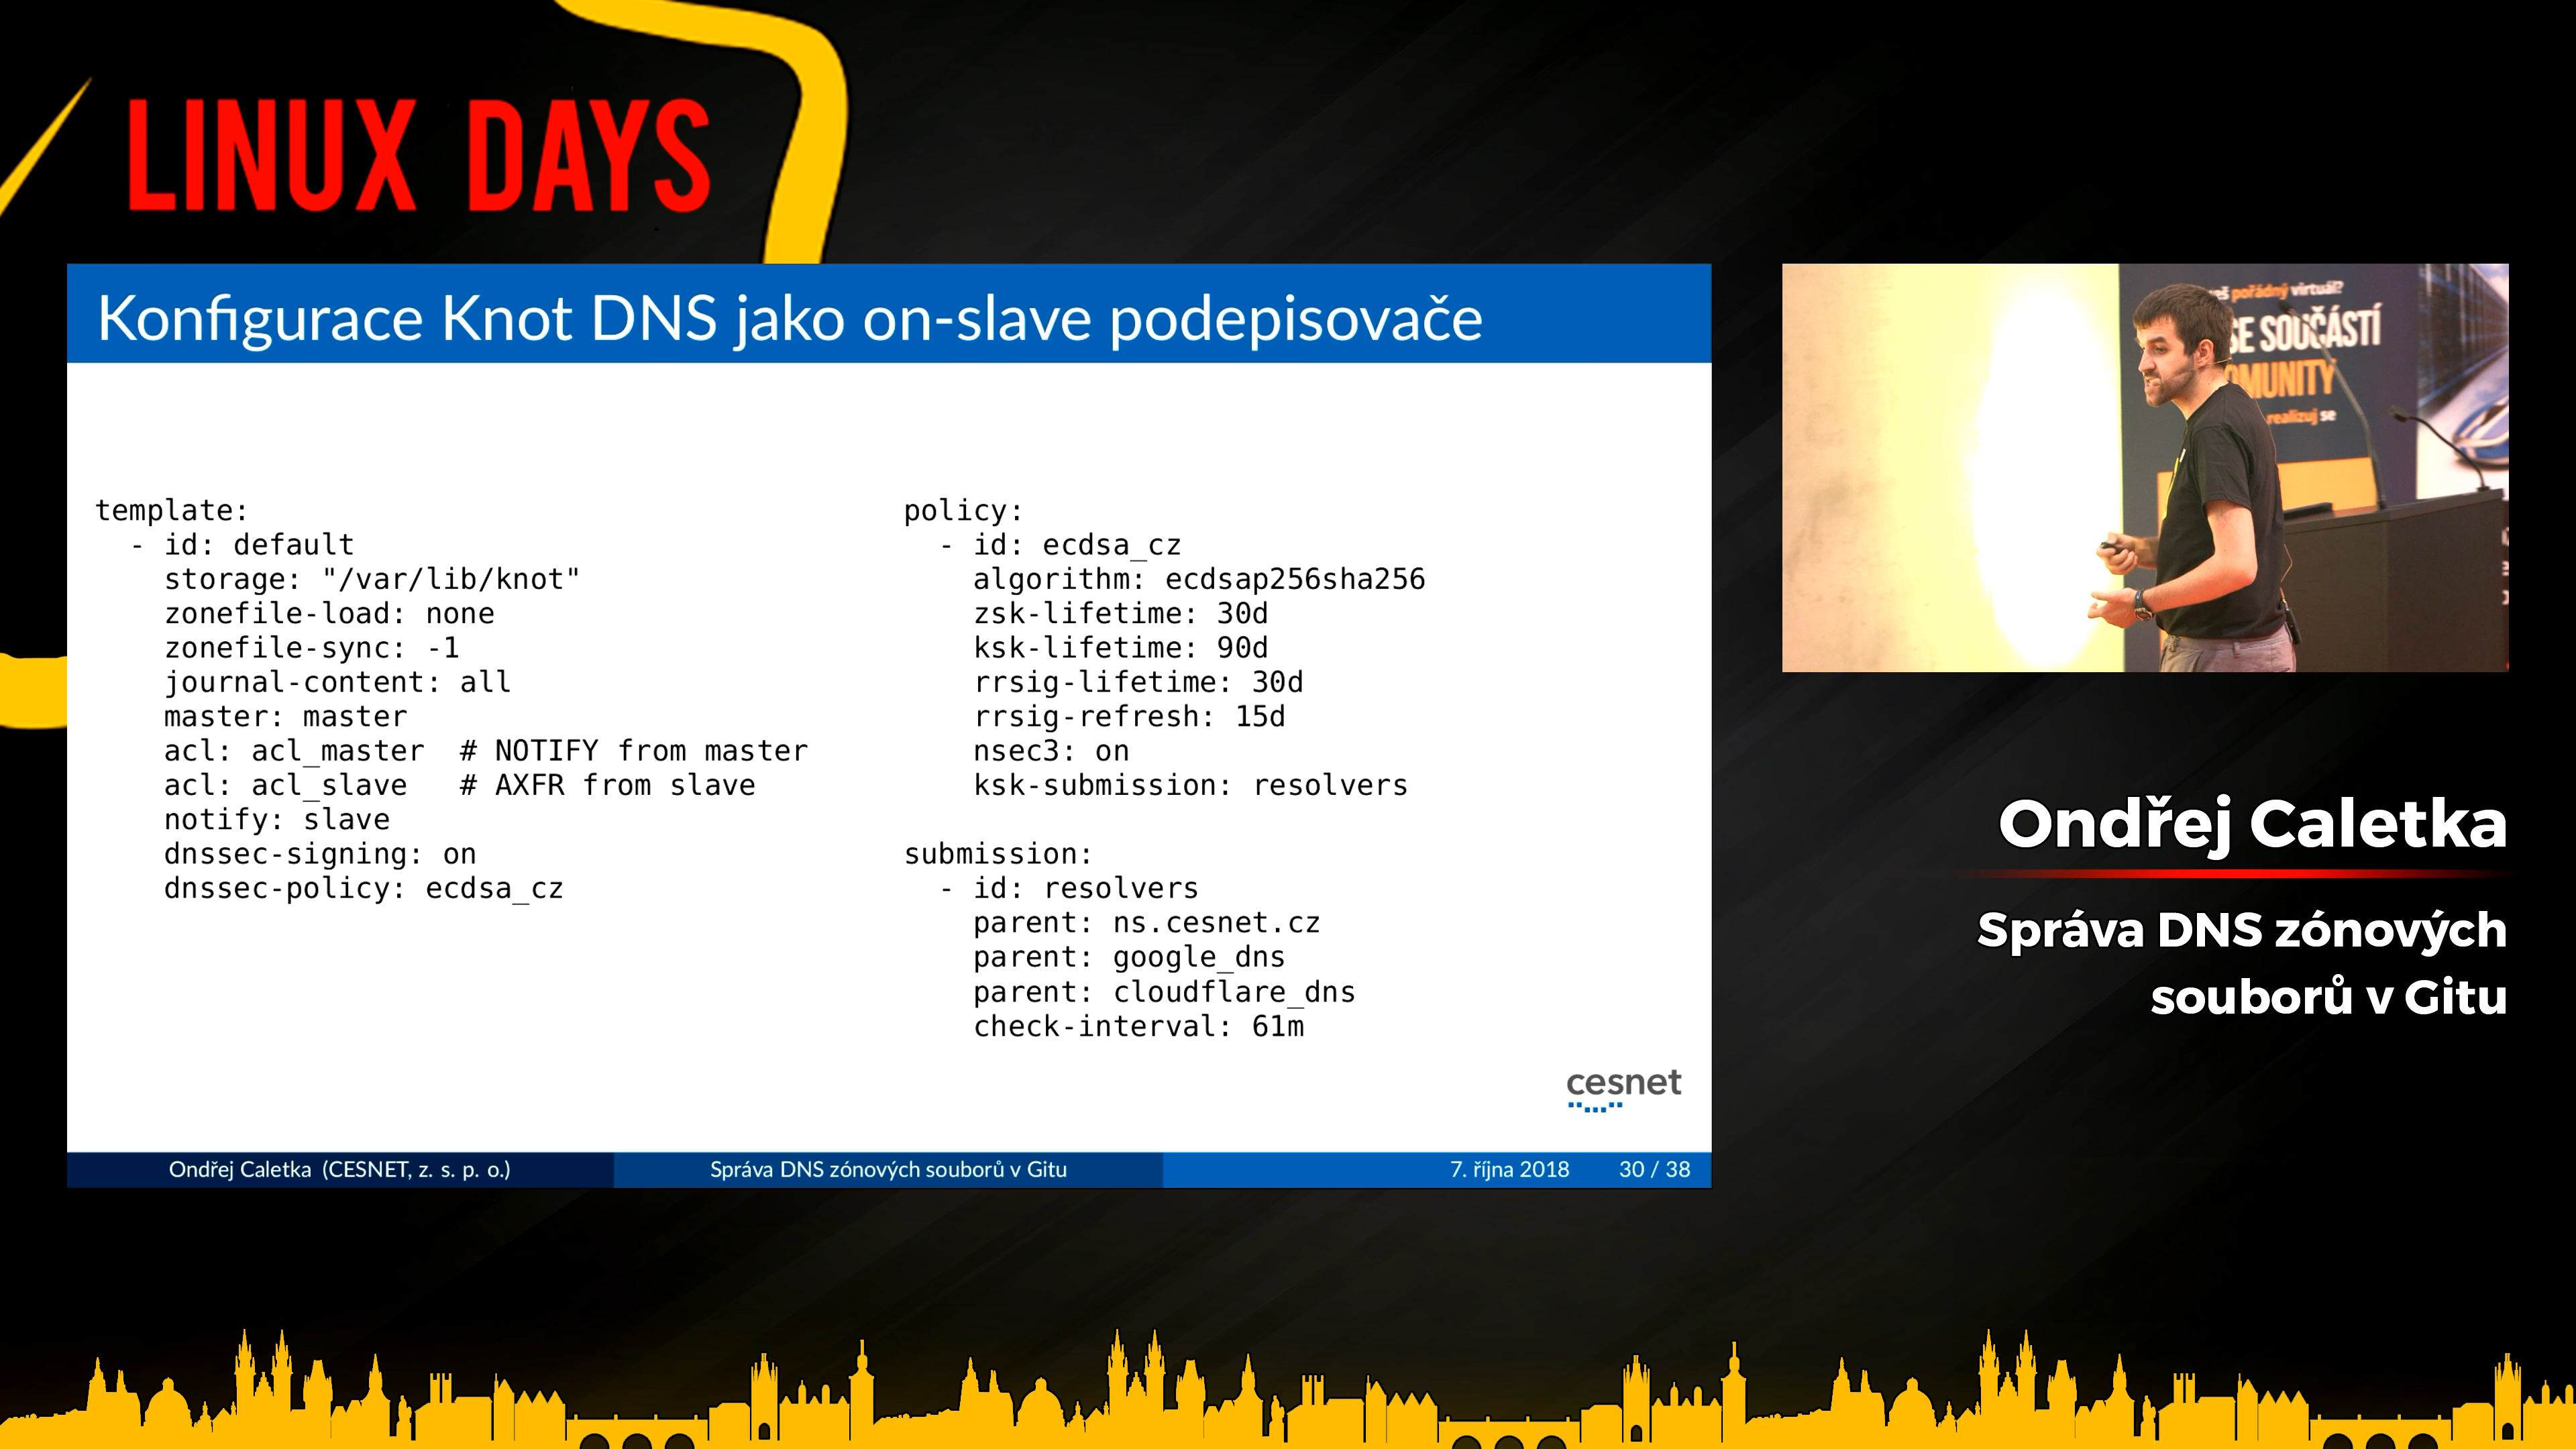 LINUX DAYS
Konfigurace Knot DNS jako on-slave podepisovače
template:
  - id: default
    storage: "/var/lib/knot"
    zonefile-load: none
    zonefile-sync: -1
    journal-content: all
    master: master
    acl: acl_master  # NOTIFY from master
    acl: acl_slave   # AXFR from slave
    notify: slave
    dnssec-signing: on
    dnssec-policy: ecdsa_cz
policy:
  - id: ecdsa_cz
    algorithm: ecdsap256sha256
    zsk-lifetime: 30d
    ksk-lifetime: 90d
    rrsig-lifetime: 30d
    rrsig-refresh: 15d
    nsec3: on
    ksk-submission: resolvers
submission:
  - id: resolvers
    parent: ns.cesnet.cz
    parent: google_dns
    parent: cloudflare_dns
    check-interval: 61m
cesnet
Ondřej Caletka (CESNET, z. s. p. o.) Správa DNS zónových souborů v Gitu 7. října 2018 30 / 38
pořádný virtuál?
SE SOUČÁSTÍ
realizuj se
Ondřej Caletka
Správa DNS zónových
souborů v Gitu